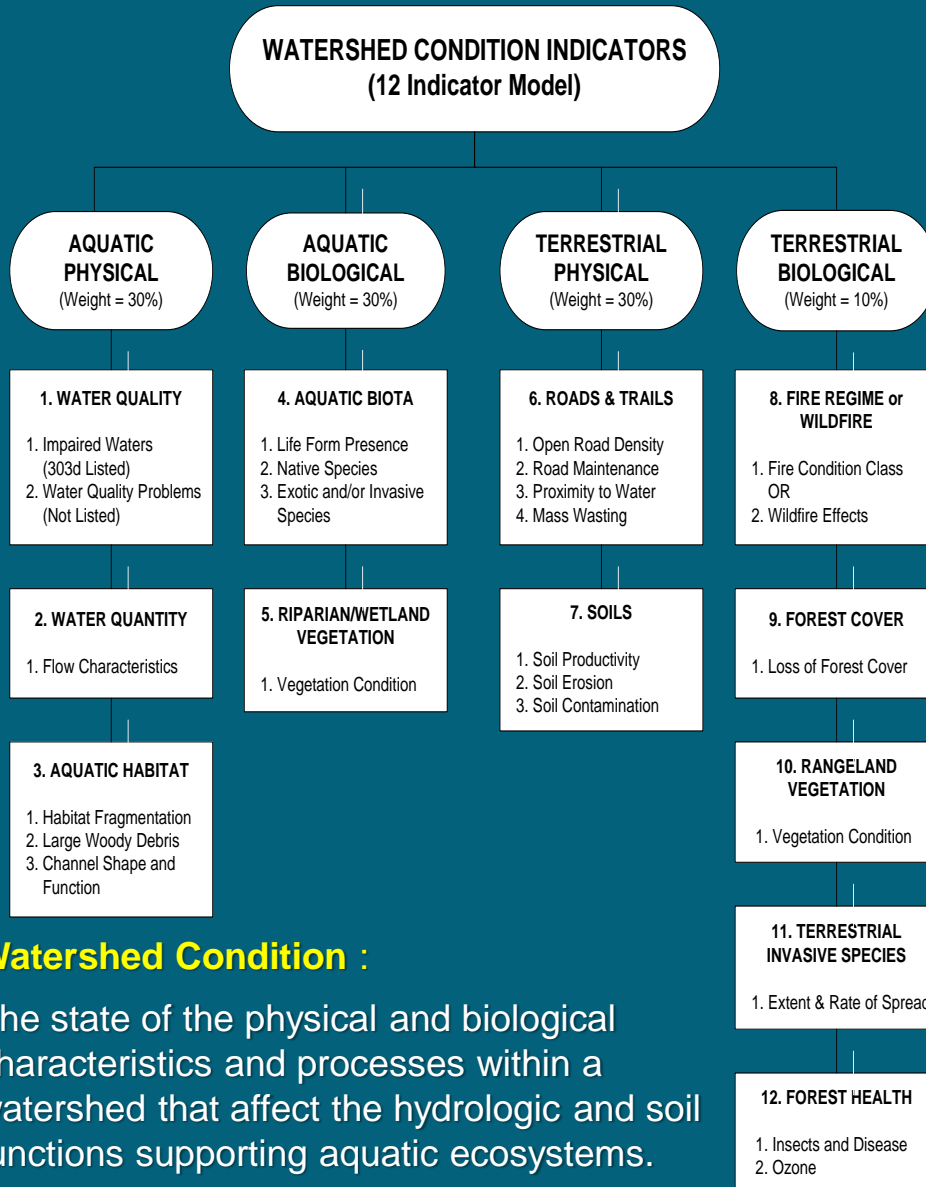 WATERSHED CONDITION INDICATORS
(12 Indicator Model)
AQUATIC
PHYSICAL
(Weight = 30%)
AQUATIC
BIOLOGICAL
(Weight = 30%)
TERRESTRIAL
PHYSICAL
(Weight = 30%)
TERRESTRIAL
BIOLOGICAL
(Weight = 10%)
1. WATER QUALITY
1. Impaired Waters
(303d Listed)
2. Water Quality Problems
(Not Listed)
2. WATER QUANTITY
1. Flow Characteristics
3. AQUATIC HABITAT
1. Habitat Fragmentation
2. Large Woody Debris
3. Channel Shape and
Function
4. AQUATIC BIOTA
1. Life Form Presence
2. Native Species
3. Exotic and/or Invasive
Species
5. RIPARIAN/WETLAND
VEGETATION
1. Vegetation Condition
6. ROADS & TRAILS
1. Open Road Density
2. Road Maintenance
3. Proximity to Water
4. Mass Wasting
7. SOILS
1. Soil Productivity
2. Soil Erosion
3. Soil Contamination
8. FIRE REGIME or
WILDFIRE
1. Fire Condition Class
OR
2. Wildfire Effects
9. FOREST COVER
1. Loss of Forest Cover
10. RANGELAND
VEGETATION
1. Vegetation Condition
11. TERRESTRIAL
INVASIVE SPECIES
1. Extent & Rate of Spread
12. FOREST HEALTH
1. Insects and Disease
2. Ozone
Watershed Condition :
he state of the physical and biological
haracteristics and processes within a
vatershed that affect the hydrologic and soil
unctions supporting aquatic ecosystems.